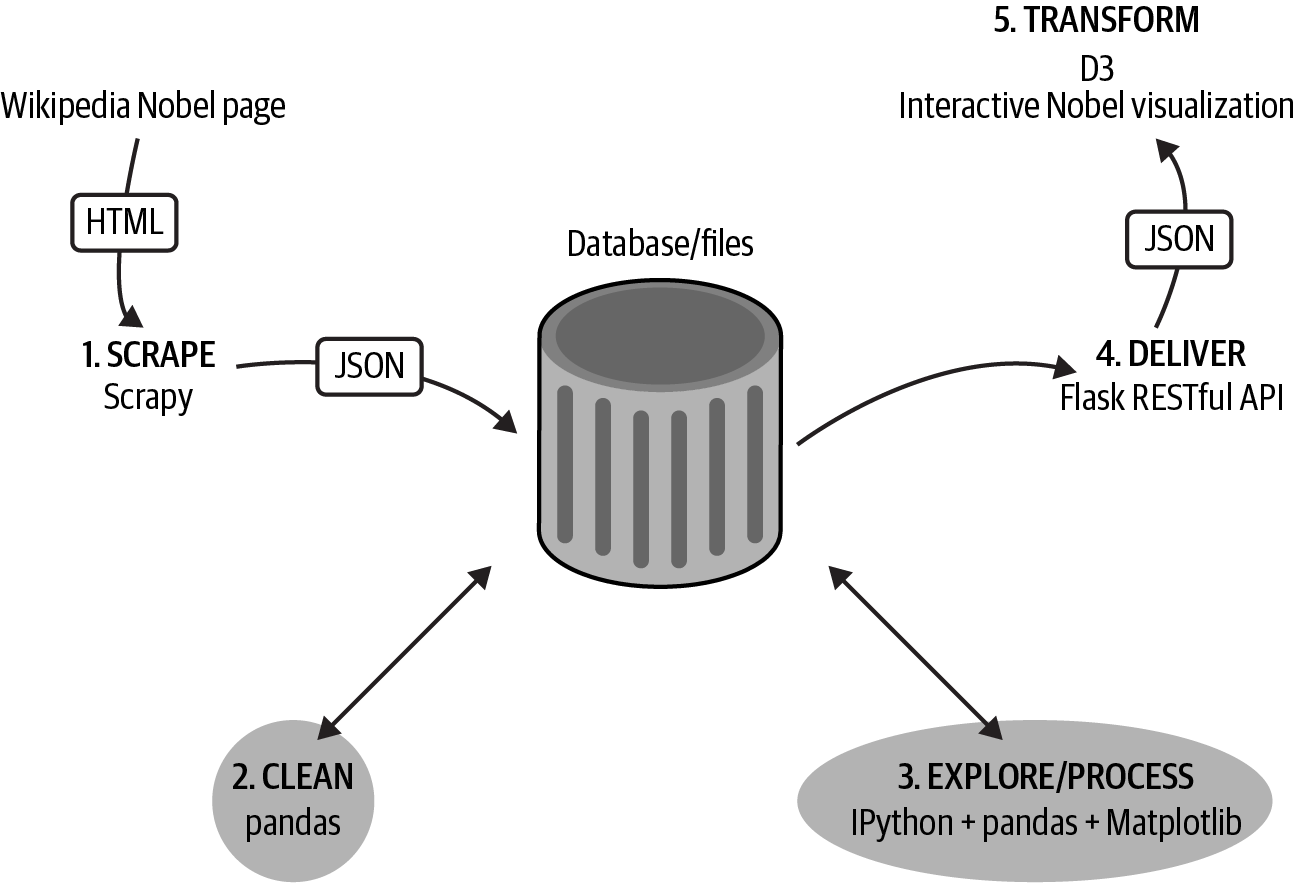 5. TRANSFORM
D3
Interactive Nobel visualization
Wikipedia Nobel page
HTML
JSON
Database/files
1. SCRAPE
Scrapy
JSON
4. DELIVER
Flask RESTful API
2. CLEAN
pandas
3. EXPLORE/PROCESS
IPython + pandas + Matplotlib